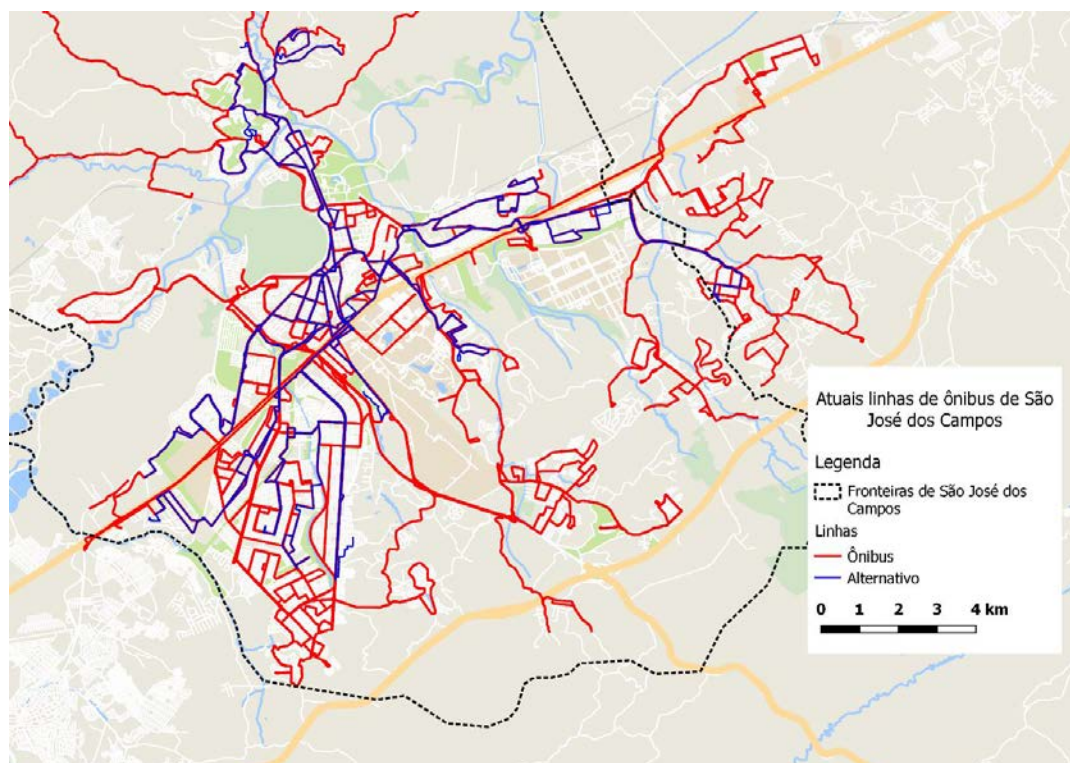 Atuais linhas de ônibus de São
José dos Campos
Legenda
Fronteiras de São José dos
Campos
Linhas
Ônibus
Alternativo
0 1 2 3 4 km